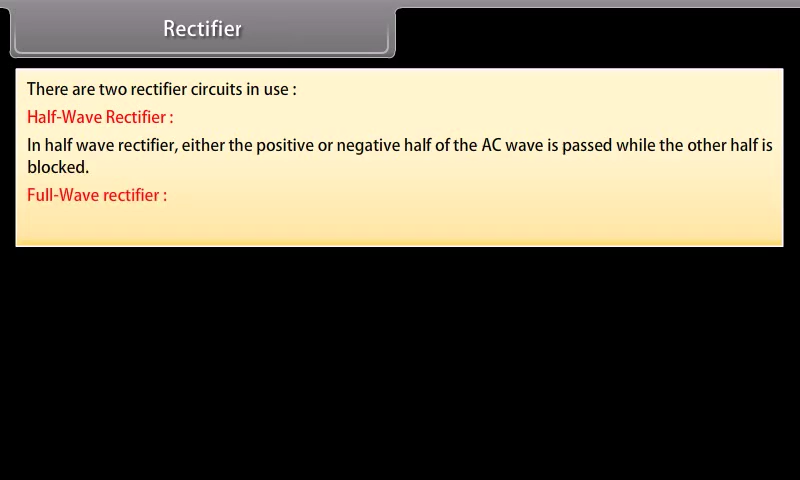 Rectifier
There are two rectifier circuits in use :
Half-Wave Rectifier :
In half wave rectifier, either the positive or negative half of the AC wave is passed while the other half is
blocked.
Full-Wave rectifier :